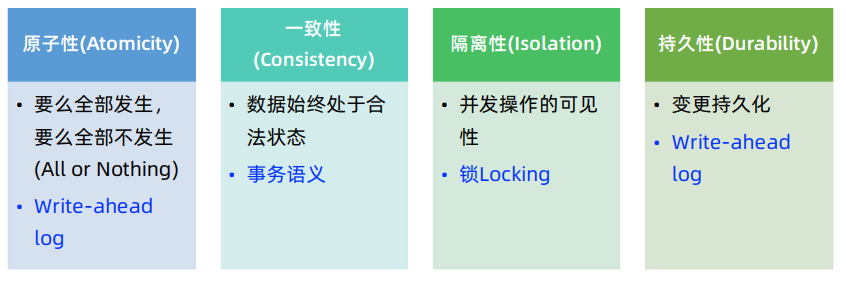 原子性(Atomicity)
• 要么全部发生，
要么全部不发生
(All or Nothing)
• Write-ahead
log
一致性
(Consistency)
• 数据始终处于合
法状态
• 事务语义
隔离性(Isolation)
• 并发操作的可见
性
• 锁Locking
持久性(Durability)
• 变更持久化
• Write-ahead
log